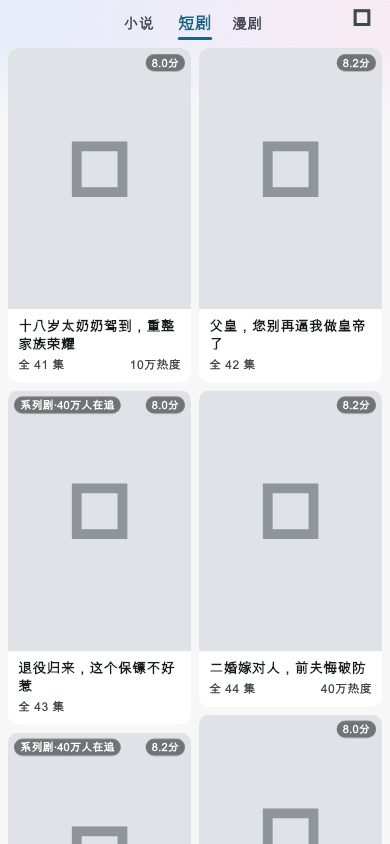 小说 短剧 漫剧
8.0分
十八岁太奶奶驾到，重整
家族荣耀
全 41 集 10万热度
8.2分
父皇，您别再逼我做皇帝
了
全 42 集
系列剧·40万人在追 8.0分
退役归来，这个保镖不好
惹
全 43 集
8.2分
二婚嫁对人，前夫悔破防
全 44 集 40万热度
系列剧·40万人在追 8.2分
8.0分